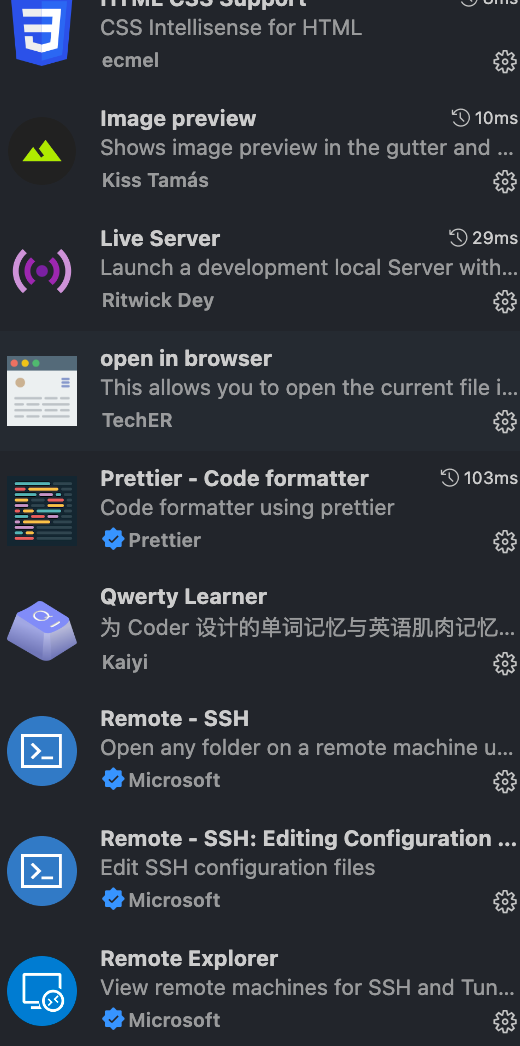 HTML CSS Support 8ms
CSS Intellisense for HTML
ecmel
Image preview 10ms
Shows image preview in the gutter and ...
Kiss Tamás
Live Server 29ms
Launch a development local Server with...
Ritwick Dey
open in browser
This allows you to open the current file i...
TechER
Prettier - Code formatter 103ms
Code formatter using prettier
Prettier
Qwerty Learner
为 Coder 设计的单词记忆与英语肌肉记忆...
Kaiyi
Remote - SSH
Open any folder on a remote machine u...
Microsoft
Remote - SSH: Editing Configuration ...
Edit SSH configuration files
Microsoft
Remote Explorer
View remote machines for SSH and Tun...
Microsoft